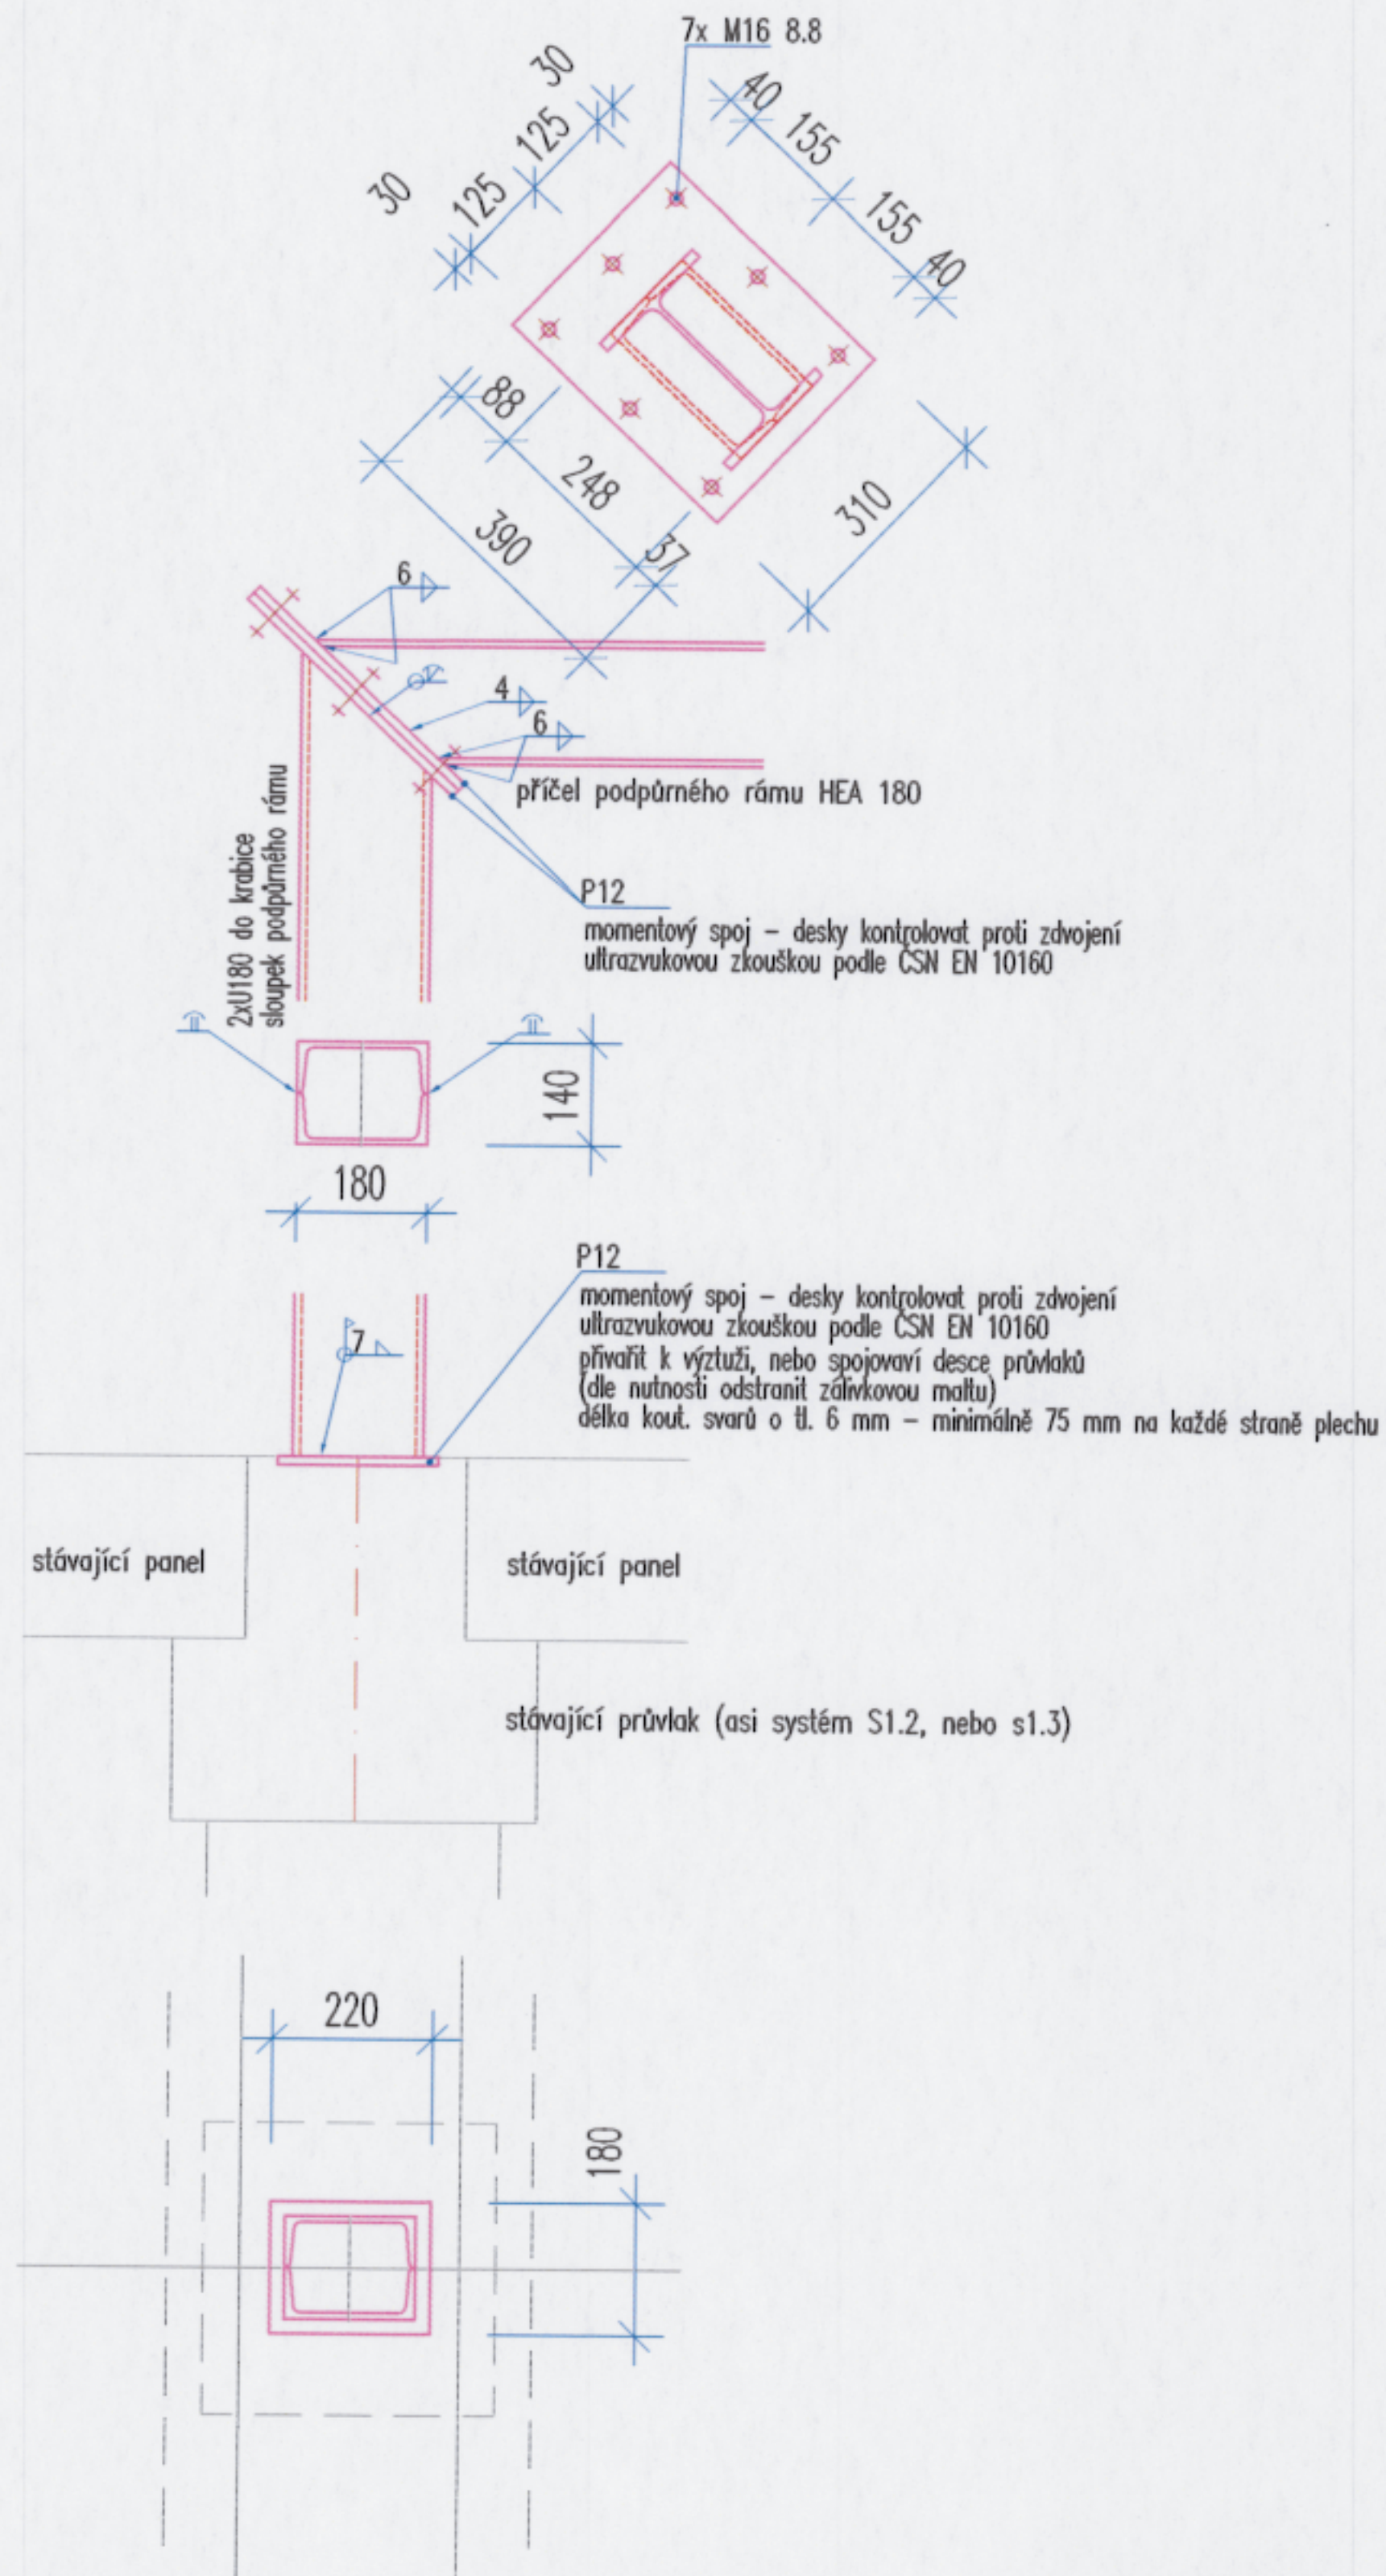 7x M16 8.8
30
125
125
30
40
155
155
40
88
248
37
390
310
6
4
6
příčel podpůrného rámu HEA 180
2xU180 do krabice
sloupek podpůrného rámu
P12
momentový spoj – desky kontrolovat proti zdvojení
ultrazvukovou zkouškou podle ČSN EN 10160
140
180
P12
momentový spoj – desky kontrolovat proti zdvojení
ultrazvukovou zkouškou podle ČSN EN 10160
přivařit k výztuži, nebo spojovaví desce průvlaků
(dle nutnosti odstranit zálivkovou maltu)
délka kout. svarů o tl. 6 mm – minimálně 75 mm na každé straně plechu
7
stávající panel
stávající panel
stávající průvlak (asi systém S1.2, nebo s1.3)
220
180